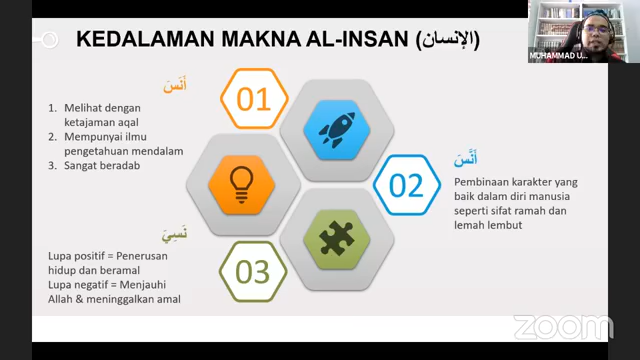 KEDALAMAN MAKNA AL-INSAN (الإنسان)
MUHAMMAD U...
أَنَسَ
01
1. Melihat dengan
ketajaman aqal
2. Mempunyai ilmu
pengetahuan mendalam
3. Sangat beradab
02
أَنَّسَ
Pembinaan karakter yang
baik dalam diri manusia
seperti sifat ramah dan
lemah lembut
نَسِيَ
03
Lupa positif = Penerusan
hidup dan beramal
Lupa negatif = Menjauhi
Allah & meninggalkan amal
zoom